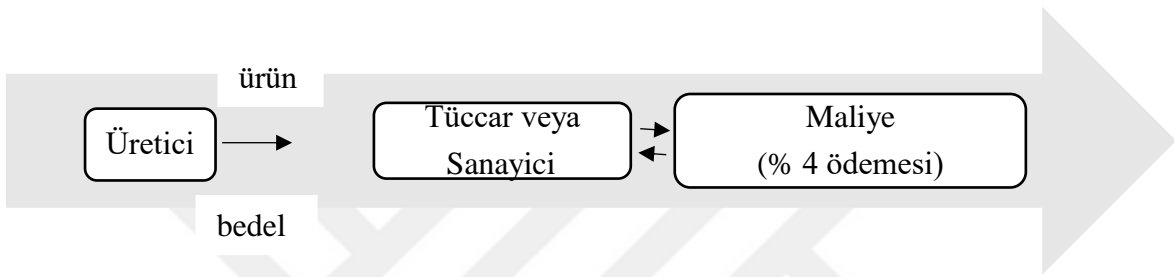 ürün
Üretici
Tüccar veya
Sanayici
Maliye
(% 4 ödemesi)
bedel